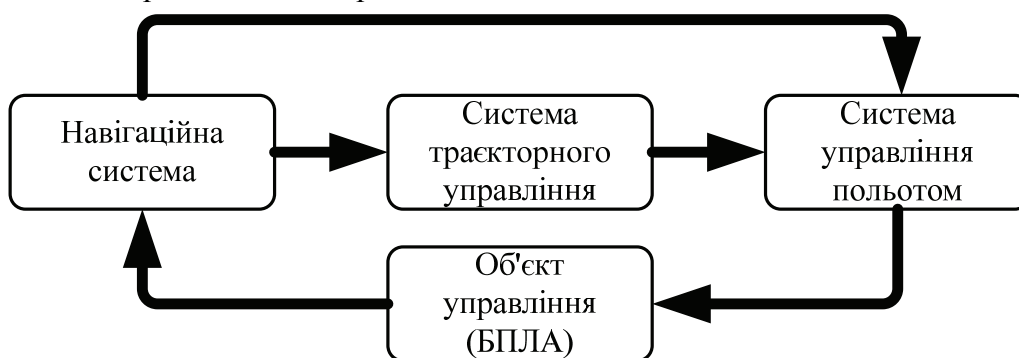 Навігаційна
система
Система
траєкторного
управління
Система
управління
польотом
Об'єкт
управління
(БПЛА)